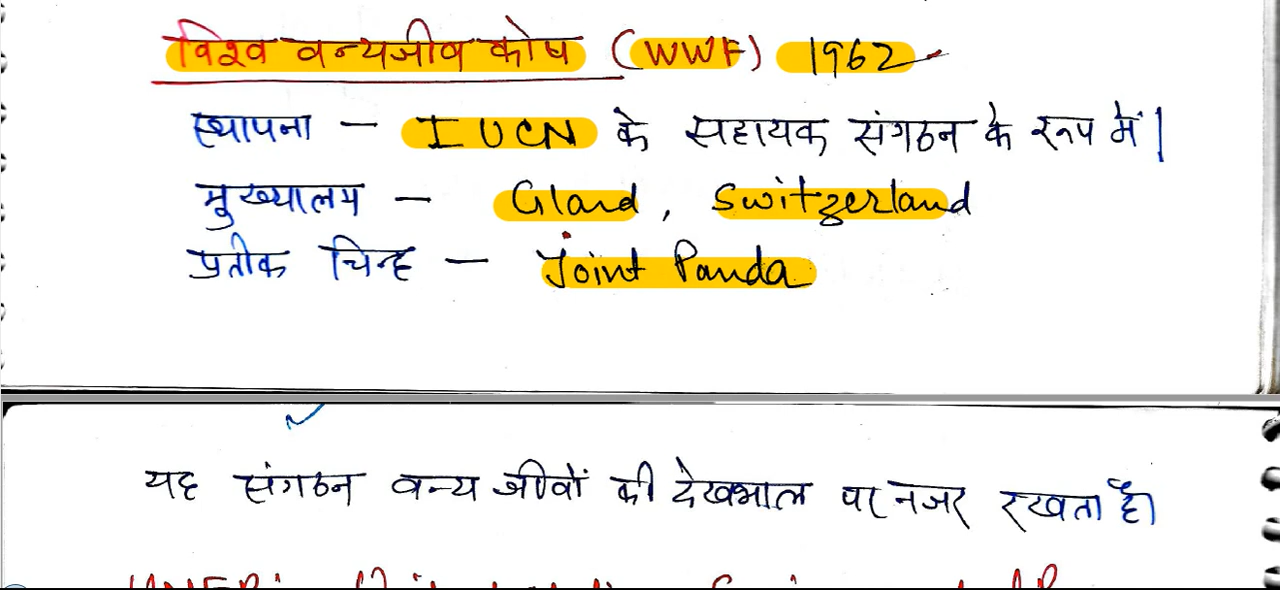 विश्व वन्यजीव कोष (WWF) 1962
स्थापना – IUCN के सहायक संगठन के रूप में|
मुख्यालय – Gland, Switzerland
प्रतीक चिन्ह – Joint Panda
यह संगठन वन्य जीवों की देखभाल पर नजर रखता है।